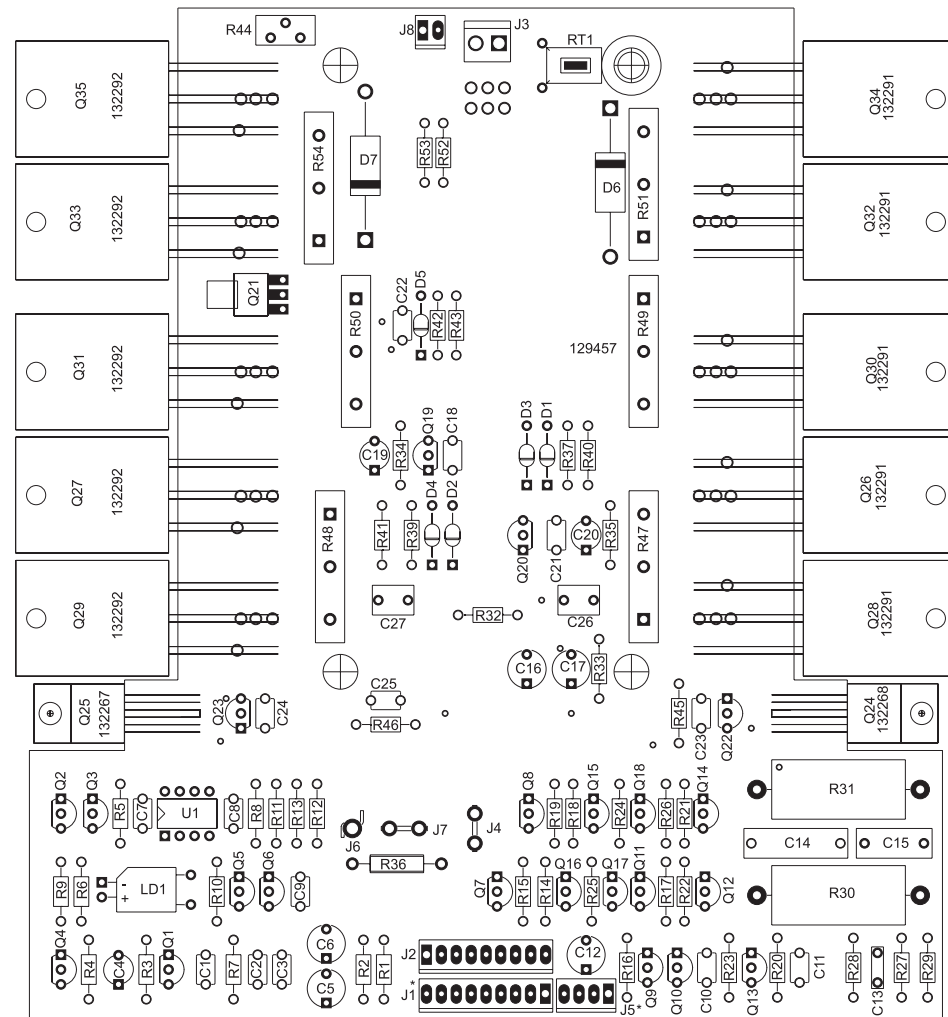 R44
J8
J3
RT1
Q35
132292
Q34
132291
R54
D7
R53
R52
D6
R51
Q33
132292
Q32
132291
Q21
R50
C22
D5
R42
R43
R49
129457
Q31
132292
Q30
132291
C19
R34
Q19
C18
D3
D1
R37
R40
Q27
132292
Q26
132291
R48
R41
R39
D4
D2
Q20
C21
C20
R35
R47
Q29
132292
Q28
132291
C27
R32
C26
C16
C17
R33
Q25
132267
Q23
C24
C25
R46
R45
C23
Q22
Q24
132268
Q2
Q3
R5
C7
U1
C8
R8
R11
R13
R12
J6
J7
J4
Q8
R19
R18
Q15
R24
Q18
R26
R21
Q14
R31
C14
C15
R36
R9
R6
-
+
LD1
R10
Q5
Q6
C9
Q7
R15
R14
Q16
R25
Q17
Q11
R17
R22
Q12
R30
Q4
R4
C4
R3
Q1
C1
R7
C2
C3
C6
C5
R2
R1
J2
*
J1
C12
J5*
R16
Q9
Q10
C10
R23
Q13
R20
C11
R28
C13
R27
R29